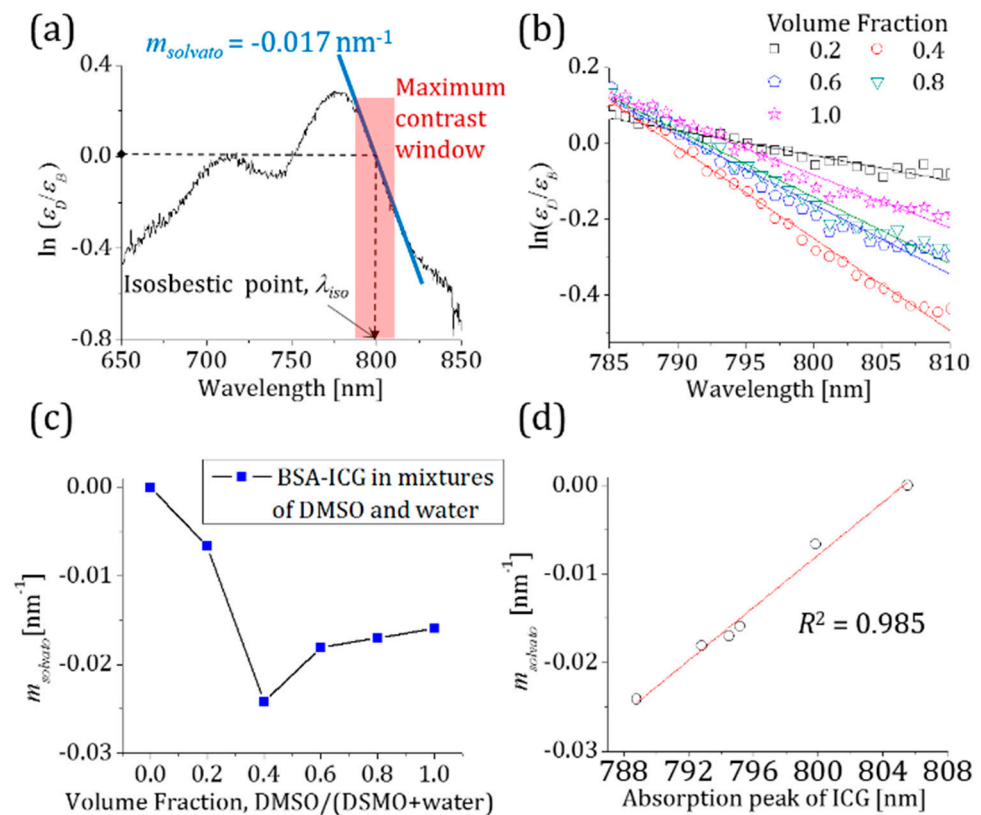 (a)
m_solvato = -0.017 nm⁻¹
Maximum
contrast
window
0.4
0.0
-0.4
-0.8
ln (ε_D/ε_B)
Isosbestic point, λ_iso
650 700 750 800 850
Wavelength [nm]
(b)
Volume Fraction
0.2 0.4
0.6 0.8
1.0
0.2
0.0
-0.2
-0.4
ln(ε_D/ε_B)
785 790 795 800 805 810
Wavelength [nm]
(c)
BSA-ICG in mixtures
of DMSO and water
0.00
-0.01
-0.02
-0.03
m_solvato [nm⁻¹]
0.0 0.2 0.4 0.6 0.8 1.0
Volume Fraction, DMSO/(DSMO+water)
(d)
0.00
-0.01
-0.02
-0.03
m_solvato [nm⁻¹]
R² = 0.985
788 792 796 800 804 808
Absorption peak of ICG [nm]